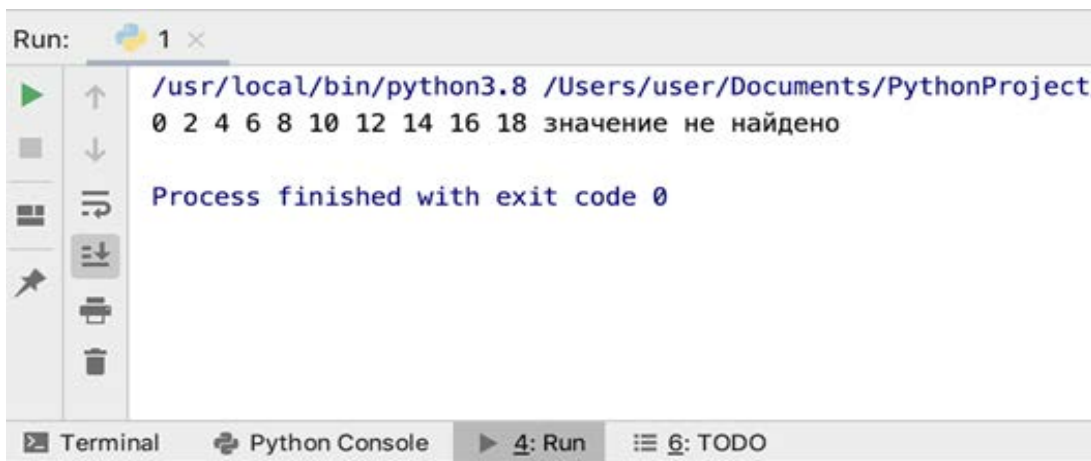 Run: 1
/usr/local/bin/python3.8 /Users/user/Documents/PythonProject
0 2 4 6 8 10 12 14 16 18 значение не найдено
Process finished with exit code 0
Terminal Python Console 4: Run 6: TODO